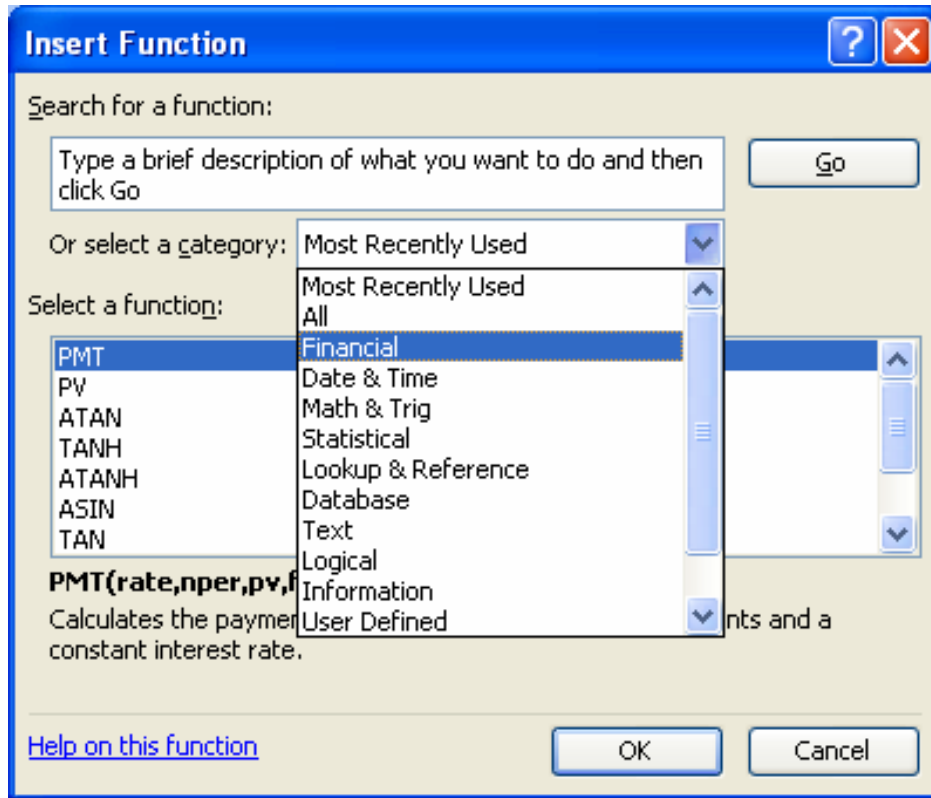 Insert Function
Search for a function:
Type a brief description of what you want to do and then
click Go
Go
Or select a category: Most Recently Used
Most Recently Used
All
Financial
Date & Time
Math & Trig
Statistical
Lookup & Reference
Database
Text
Logical
Information
User Defined
Select a function:
PMT
PV
ATAN
TANH
ATANH
ASIN
TAN
PMT(rate,nper,pv,
Calculates the nts and a
constant interest rate.
Help on this function
OK
Cancel